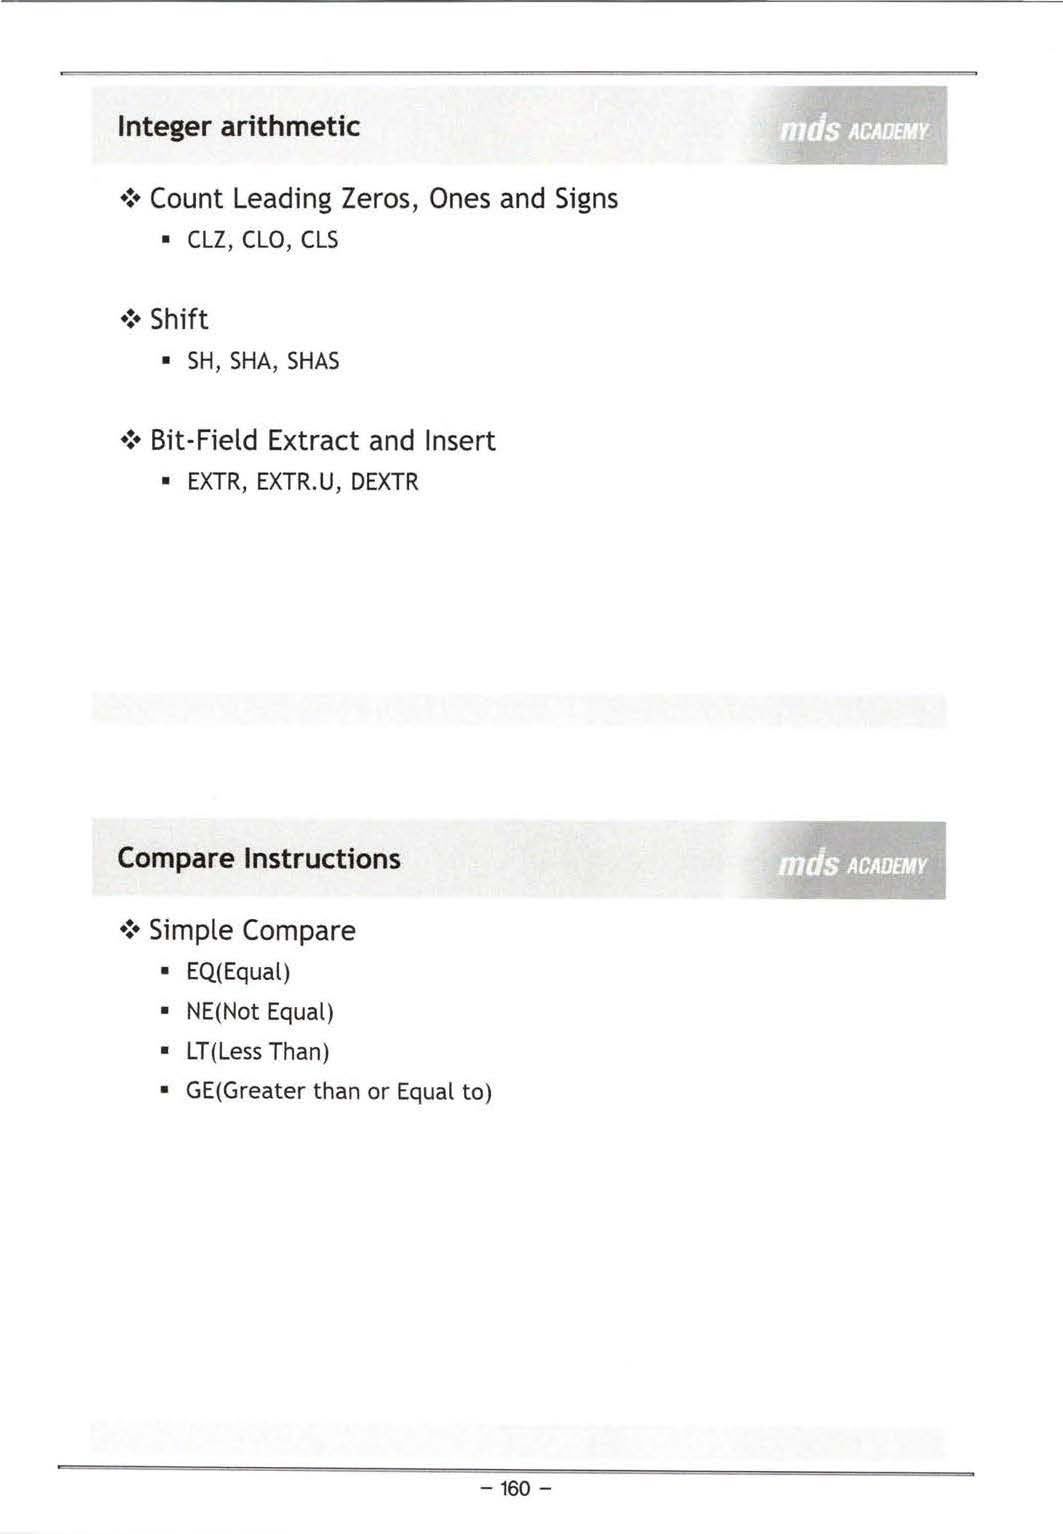 Integer arithmetic
mds ACADEMY
❖ Count Leading Zeros, Ones and Signs
▪ CLZ, CLO, CLS
❖ Shift
▪ SH, SHA, SHAS
❖ Bit-Field Extract and Insert
▪ EXTR, EXTR.U, DEXTR
Compare Instructions
mds ACADEMY
❖ Simple Compare
▪ EQ(Equal)
▪ NE(Not Equal)
▪ LT(Less Than)
▪ GE(Greater than or Equal to)
- 160 -